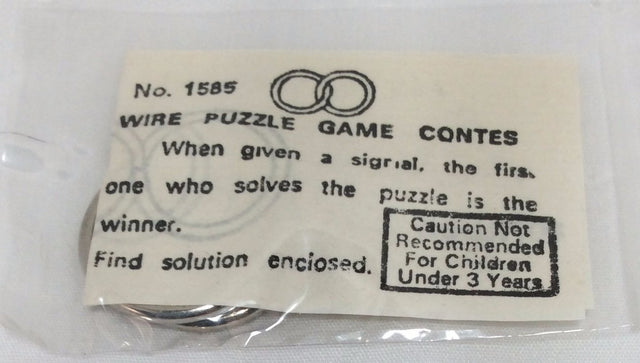 No. 1585
WIRE PUZZLE GAME CONTES
When given a signal, the first
one who solves the puzzle is the
winner.
Find solution enclosed.
Caution Not
Recommended
For Children
Under 3 Years